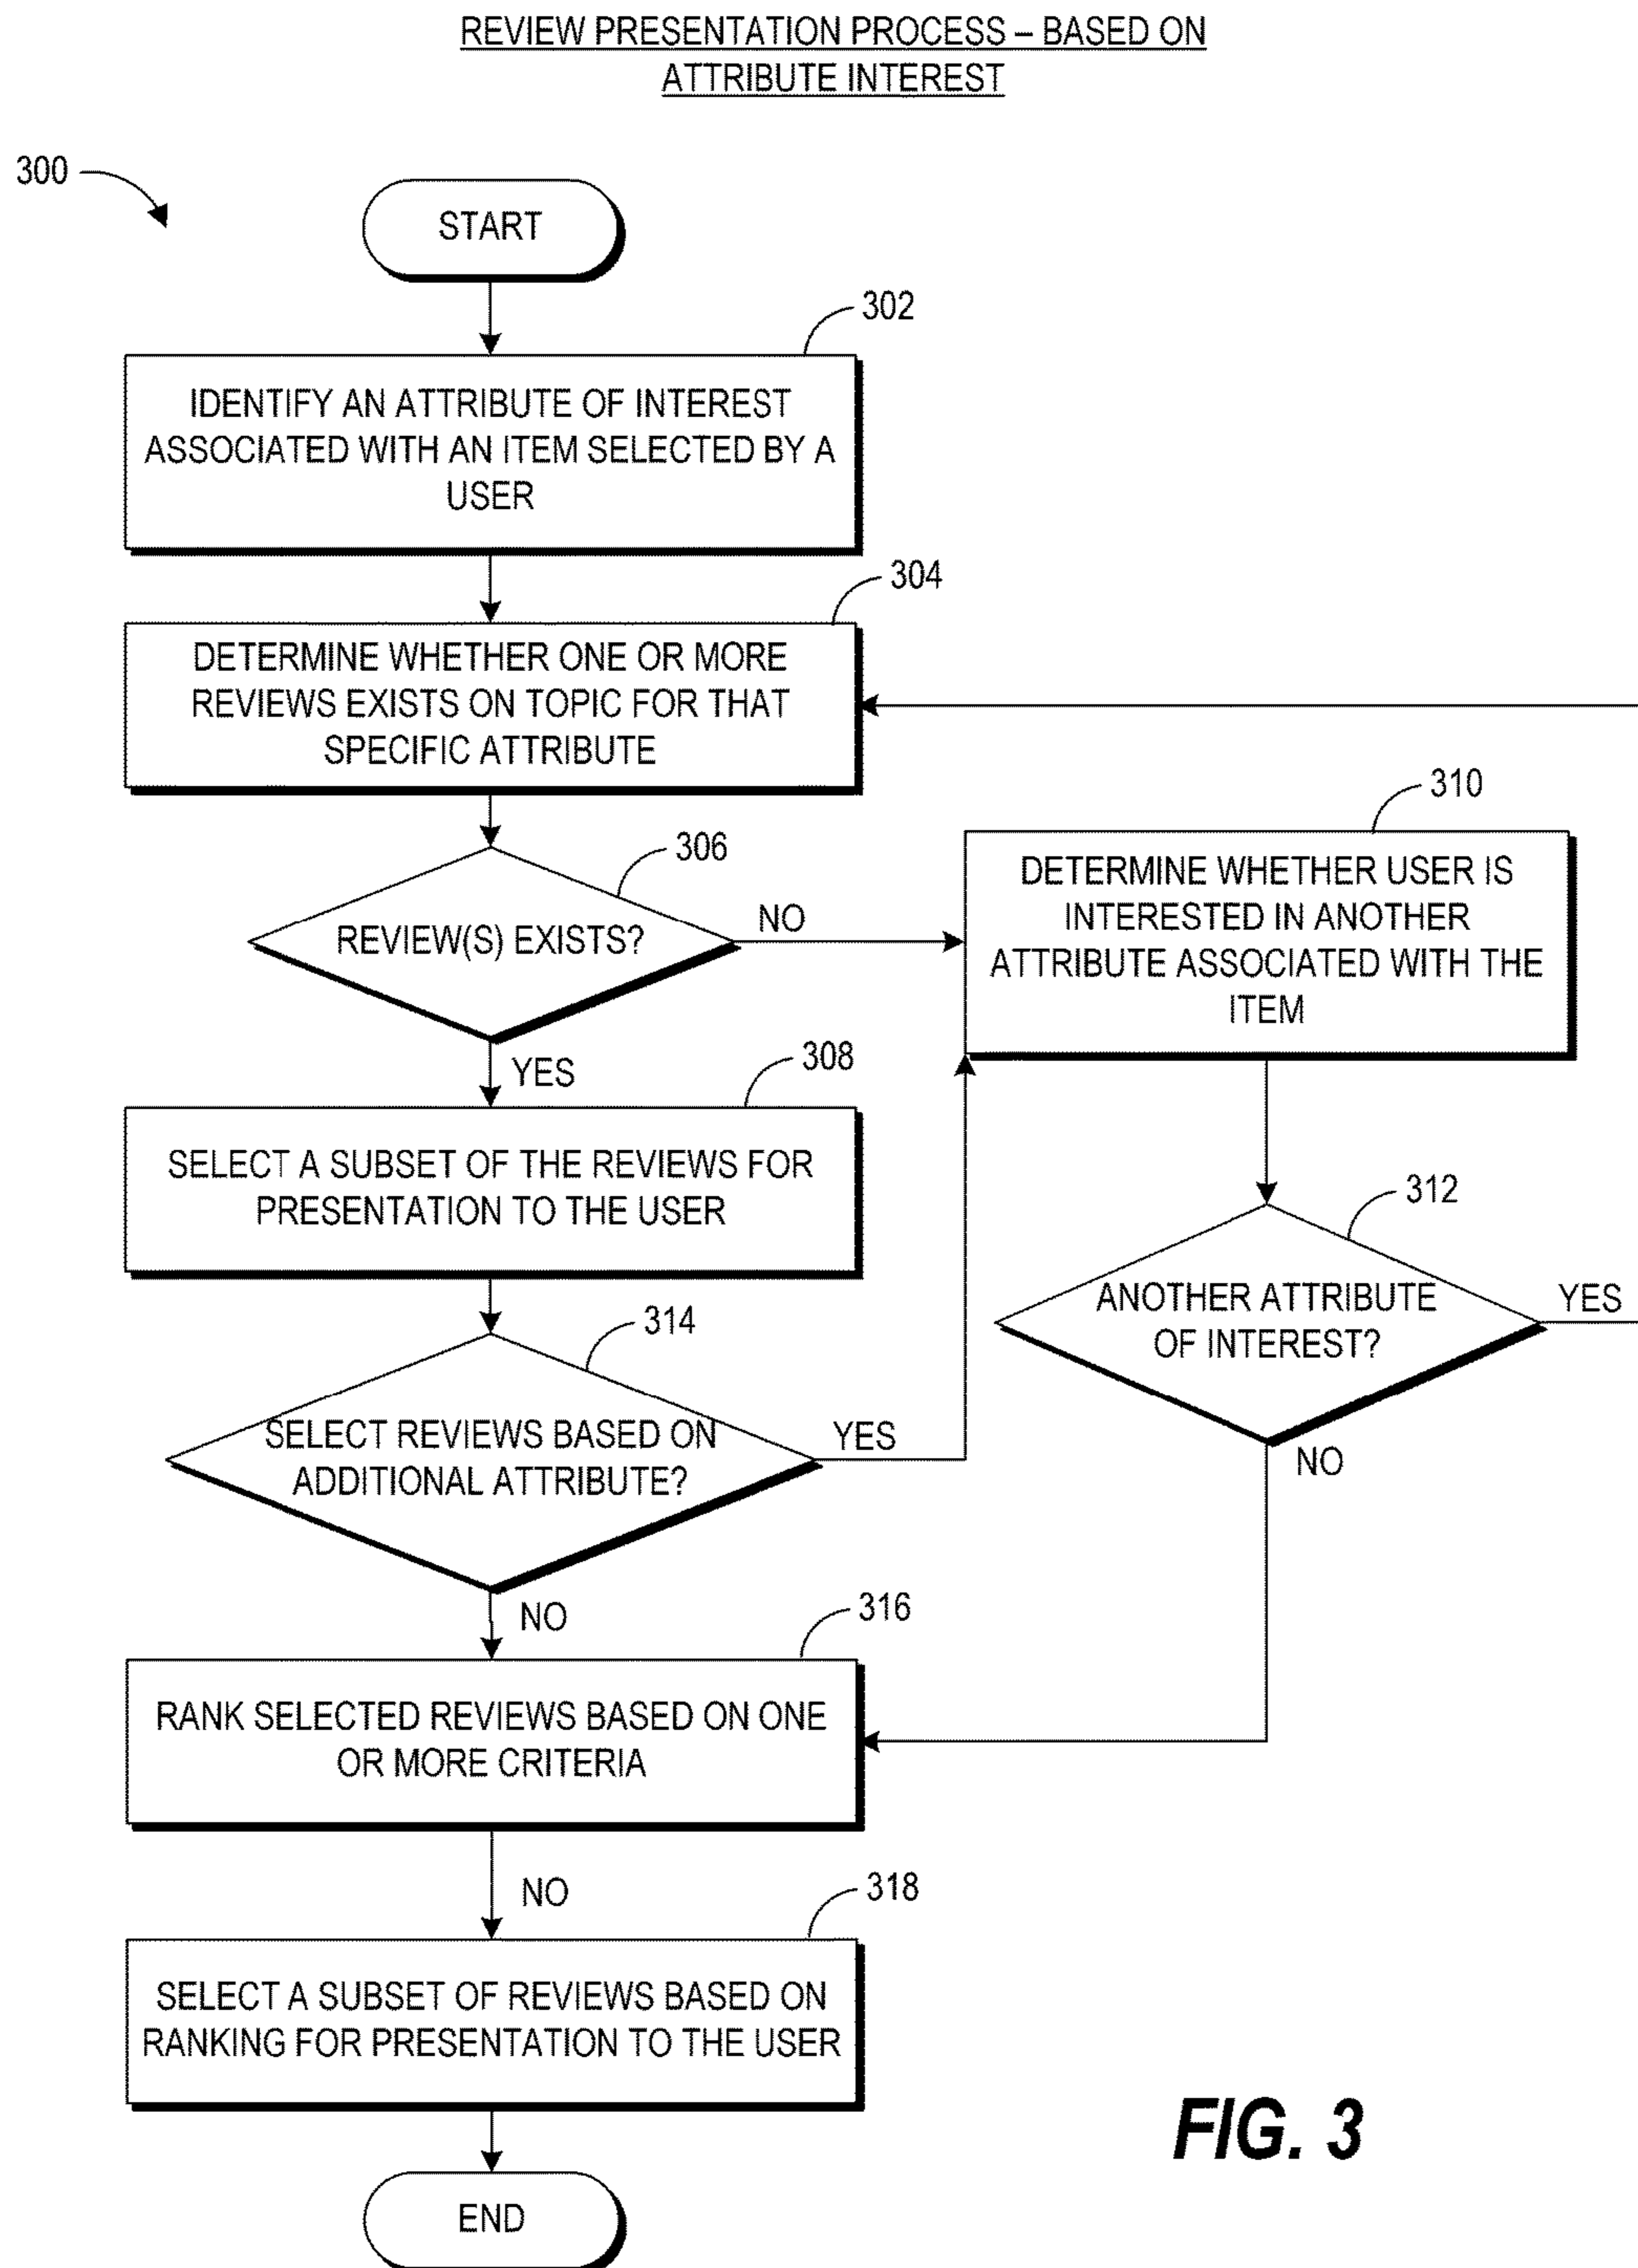 REVIEW PRESENTATION PROCESS – BASED ON
ATTRIBUTE INTEREST
300
START
302
IDENTIFY AN ATTRIBUTE OF INTEREST
ASSOCIATED WITH AN ITEM SELECTED BY A
USER
304
DETERMINE WHETHER ONE OR MORE
REVIEWS EXISTS ON TOPIC FOR THAT
SPECIFIC ATTRIBUTE
306
REVIEW(S) EXISTS?
NO
YES
310
DETERMINE WHETHER USER IS
INTERESTED IN ANOTHER
ATTRIBUTE ASSOCIATED WITH THE
ITEM
308
SELECT A SUBSET OF THE REVIEWS FOR
PRESENTATION TO THE USER
312
ANOTHER ATTRIBUTE
OF INTEREST?
YES
NO
314
SELECT REVIEWS BASED ON
ADDITIONAL ATTRIBUTE?
YES
NO
316
RANK SELECTED REVIEWS BASED ON ONE
OR MORE CRITERIA
NO
318
SELECT A SUBSET OF REVIEWS BASED ON
RANKING FOR PRESENTATION TO THE USER
END
FIG. 3